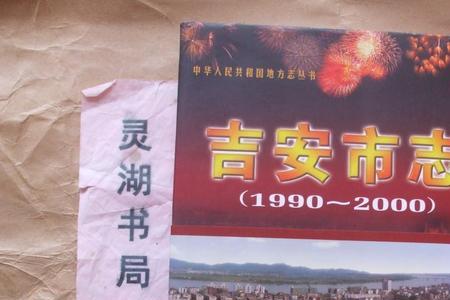 中华人民共和国地方志丛书
吉安市志
(1990～2000)
灵湖书局